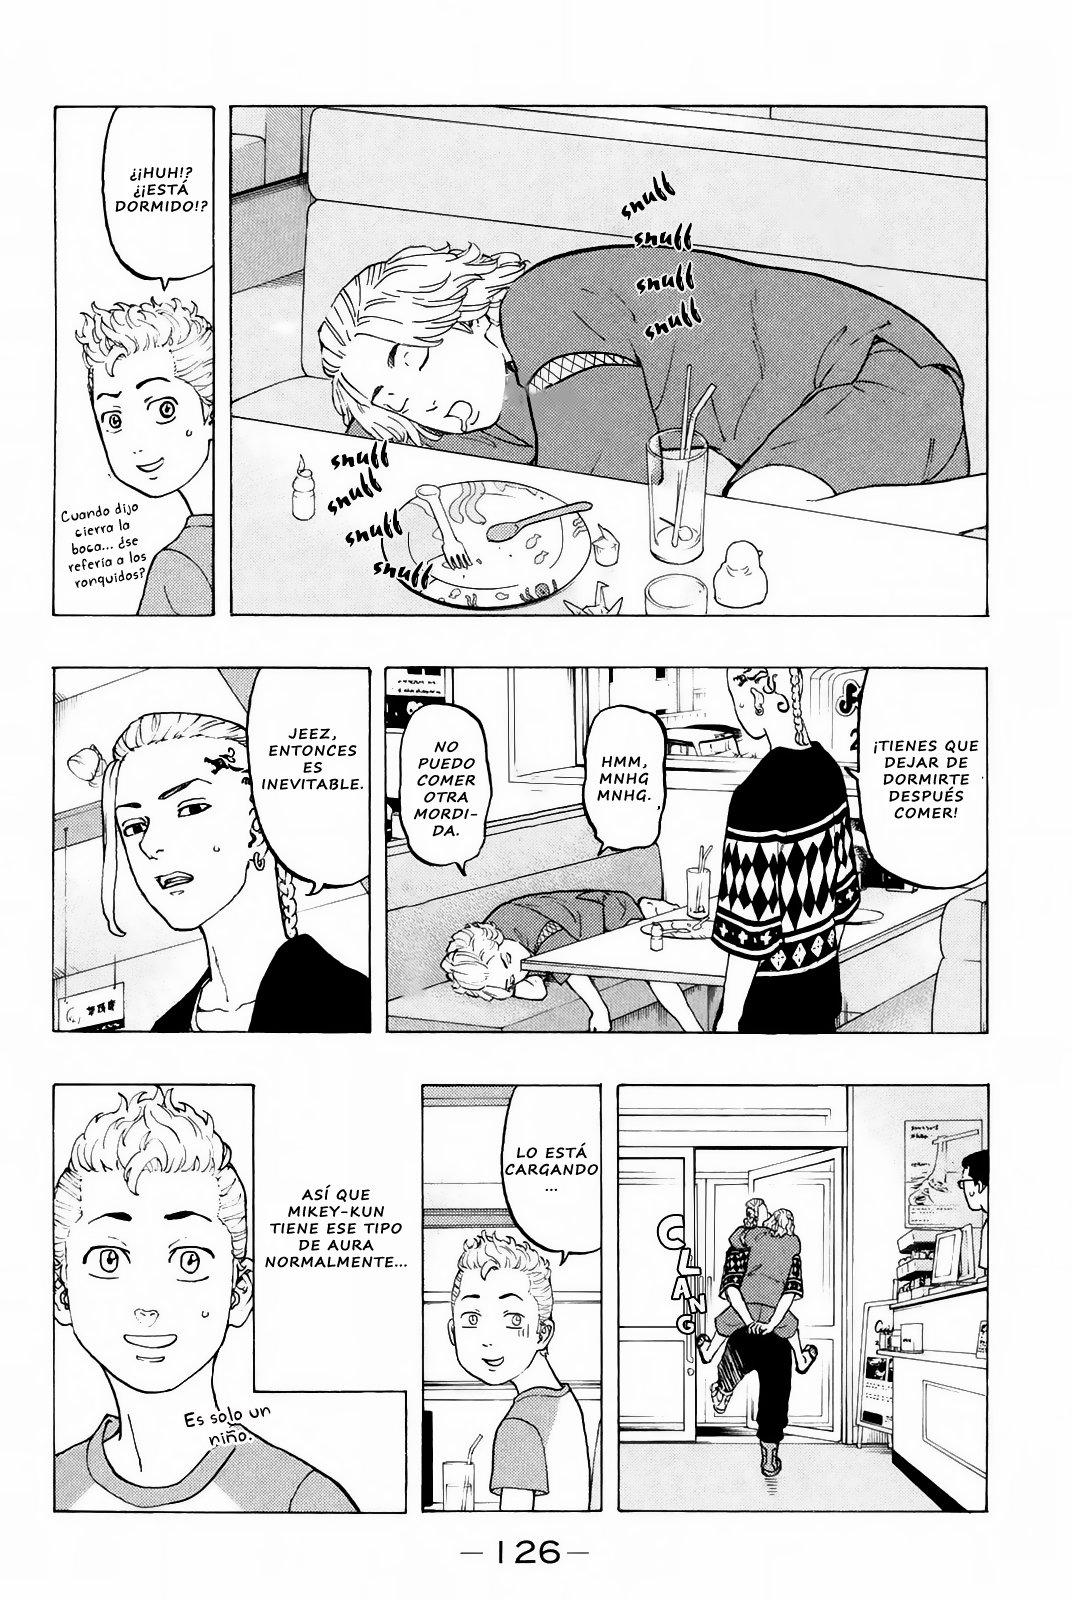 snuff
snuff
snuff
snuff
snuff
snuff
snuff
snuff
¿¡HUH!?
¿¡ESTÁ
DORMIDO!?
Cuando dijo
cierra la
boca... ¿se
refería a los
ronquidos?
¡TIENES QUE
DEJAR DE
DORMIRTE
DESPUÉS
COMER!
HMM,
MNHG
MNHG.
NO
PUEDO
COMER
OTRA
MORDI-
DA.
JEEZ,
ENTONCES
ES
INEVITABLE.
CLANG
LO ESTÁ
CARGANDO
...
ASÍ QUE
MIKEY-KUN
TIENE ESE TIPO
DE AURA
NORMALMENTE...
Es solo un
niño.
—126—